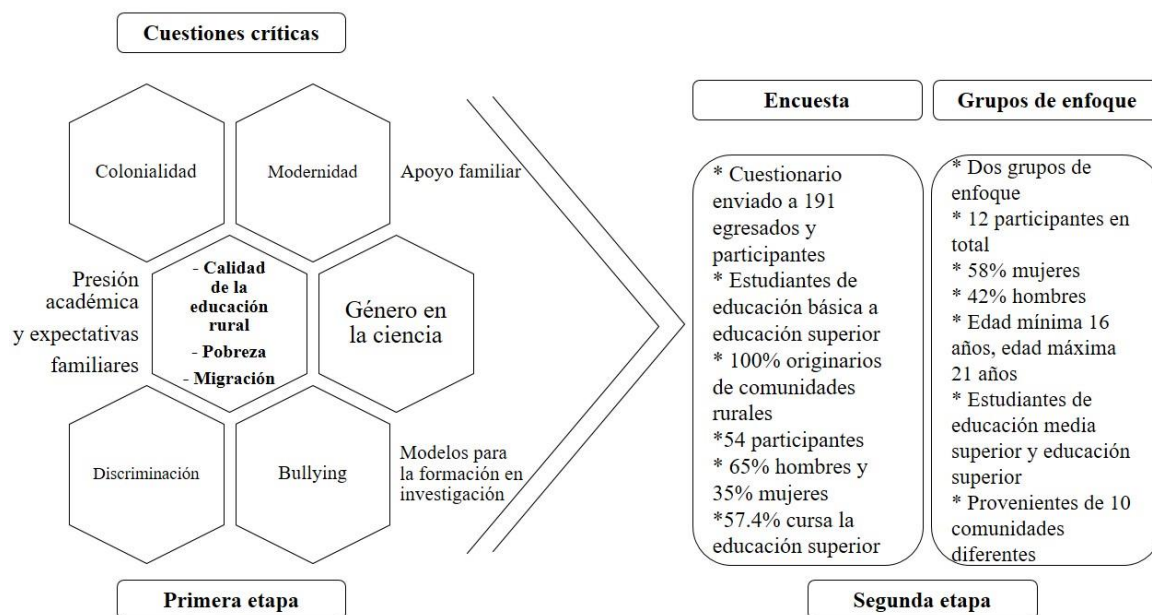 Cuestiones críticas
Colonialidad
Modernidad
Apoyo familiar
Presión
académica
y expectativas
familiares
- Calidad
de la
educación
rural
- Pobreza
- Migración
Género en
la ciencia
Discriminación
Bullying
Modelos para
la formación en
investigación
Primera etapa
Encuesta
* Cuestionario
enviado a 191
egresados y
participantes
* Estudiantes de
educación básica a
educación superior
* 100% originarios
de comunidades
rurales
*54 participantes
* 65% hombres y
35% mujeres
*57.4% cursa la
educación superior
Grupos de enfoque
* Dos grupos de
enfoque
* 12 participantes en
total
* 58% mujeres
* 42% hombres
* Edad mínima 16
años, edad máxima
21 años
* Estudiantes de
educación media
superior y educación
superior
* Provenientes de 10
comunidades
diferentes
Segunda etapa